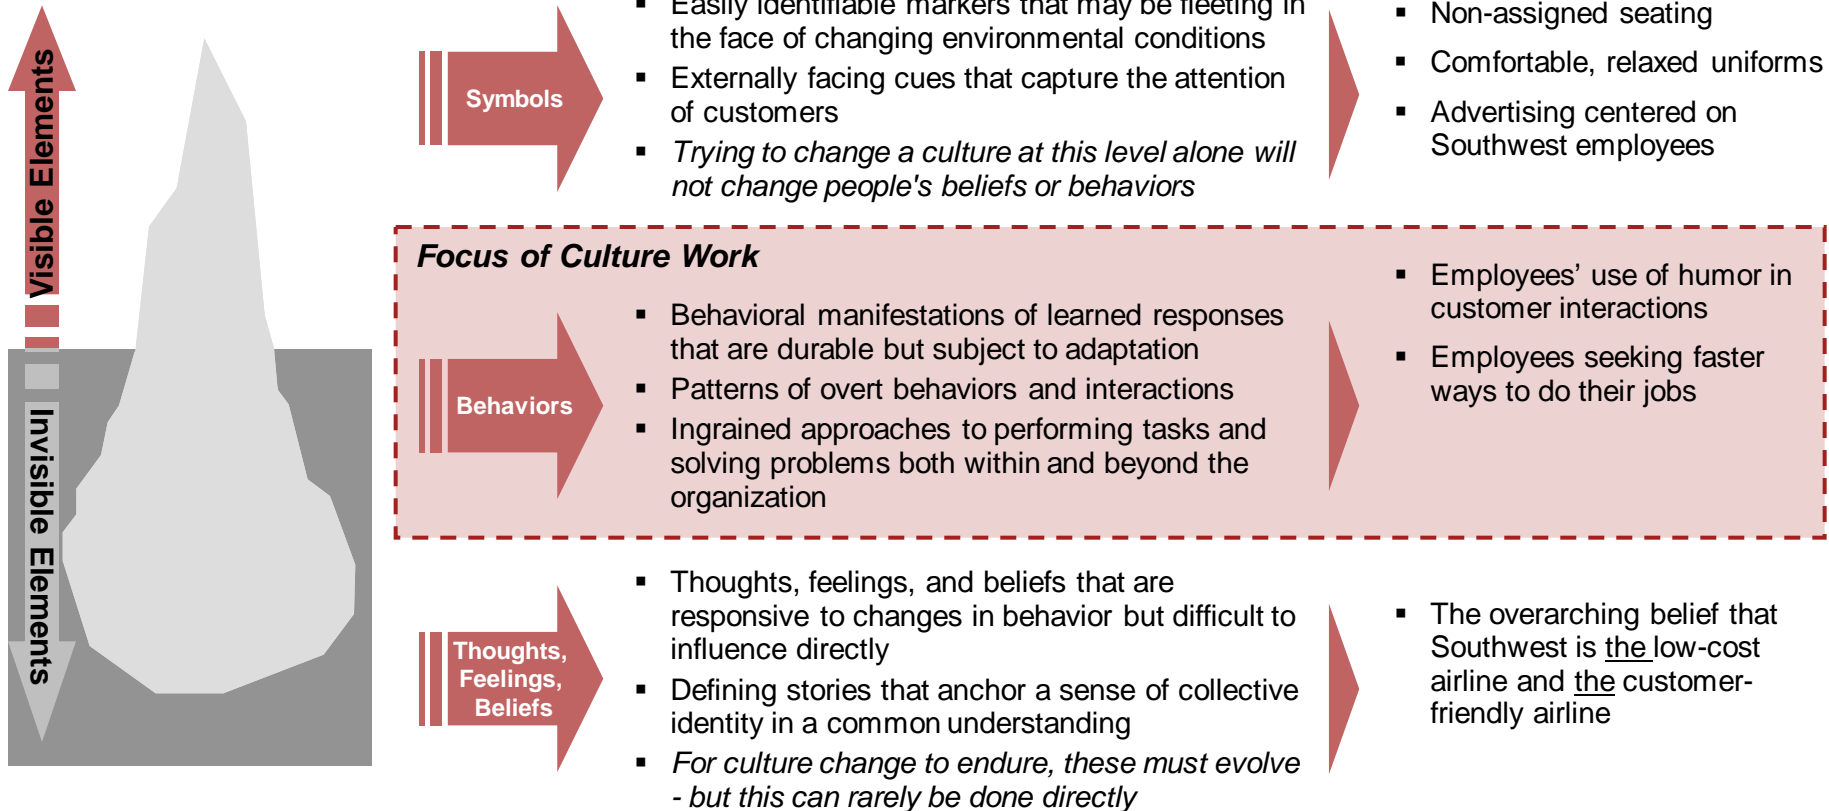 Visible Elements
Invisible Elements
Symbols
▪ Easily identifiable markers that may be fleeting in
the face of changing environmental conditions
▪ Externally facing cues that capture the attention
of customers
▪ Trying to change a culture at this level alone will
not change people's beliefs or behaviors
▪ Non-assigned seating
▪ Comfortable, relaxed uniforms
▪ Advertising centered on
Southwest employees
Focus of Culture Work
Behaviors
▪ Behavioral manifestations of learned responses
that are durable but subject to adaptation
▪ Patterns of overt behaviors and interactions
▪ Ingrained approaches to performing tasks and
solving problems both within and beyond the
organization
▪ Employees’ use of humor in
customer interactions
▪ Employees seeking faster
ways to do their jobs
Thoughts,
Feelings,
Beliefs
▪ Thoughts, feelings, and beliefs that are
responsive to changes in behavior but difficult to
influence directly
▪ Defining stories that anchor a sense of collective
identity in a common understanding
▪ For culture change to endure, these must evolve
- but this can rarely be done directly
▪ The overarching belief that
Southwest is the low-cost
airline and the customer-
friendly airline